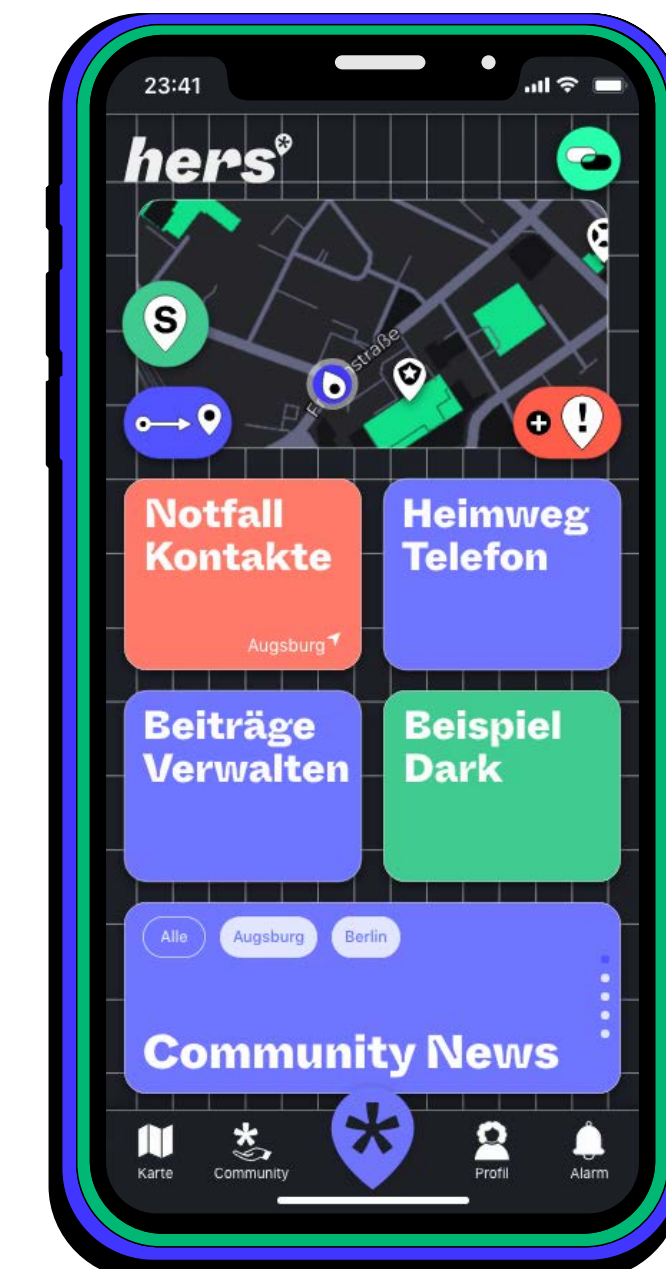 23:41
hers*
S
straße
!
Notfall
Kontakte
Augsburg
Heimweg
Telefon
Beiträge
Verwalten
Beispiel
Dark
Alle
Augsburg
Berlin
Community News
Karte
Community
Profil
Alarm